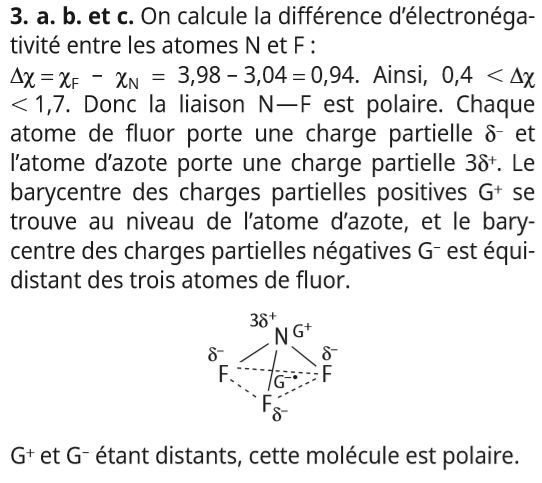 3. a. b. et c. On calcule la différence d'électronéga-
tivité entre les atomes N et F :
Δχ = χF − χN = 3,98 – 3,04 = 0,94. Ainsi, 0,4 < Δχ
< 1,7. Donc la liaison N—F est polaire. Chaque
atome de fluor porte une charge partielle δ⁻ et
l'atome d'azote porte une charge partielle 3δ⁺. Le
barycentre des charges partielles positives G⁺ se
trouve au niveau de l'atome d'azote, et le bary-
centre des charges partielles négatives G⁻ est équi-
distant des trois atomes de fluor.
3δ⁺
N G⁺
δ⁻ δ⁻
F G⁻ F
F δ⁻
G⁺ et G⁻ étant distants, cette molécule est polaire.